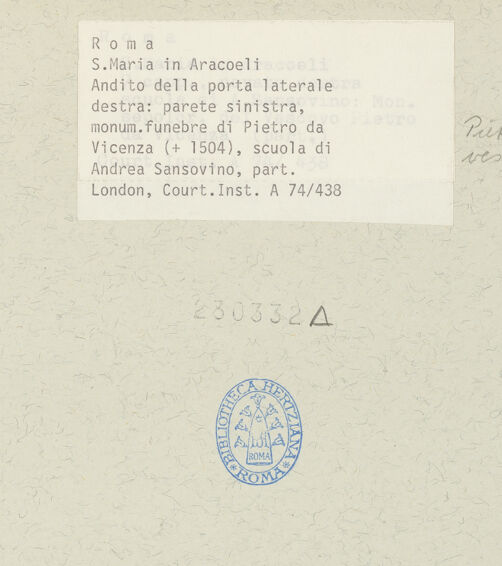 R o m a
S.Maria in Aracoeli
Andito della porta laterale
destra: parete sinistra,
monum.funebre di Pietro da
Vicenza (+ 1504), scuola di
Andrea Sansovino, part.
London, Court.Inst. A 74/438
230332
BIBLIOTHECA HERTZIANA
ROMA
ROMA